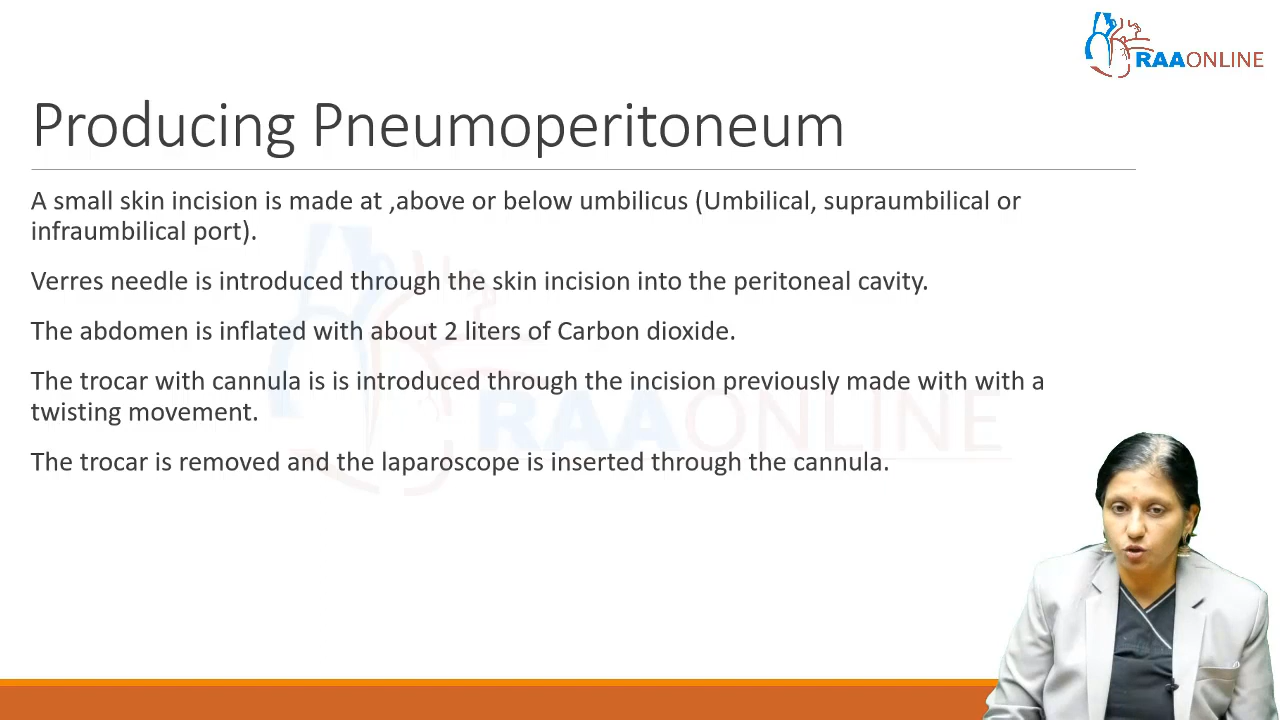 RAAONLINE
Producing Pneumoperitoneum
A small skin incision is made at ,above or below umbilicus (Umbilical, supraumbilical or
infraumbilical port).
Verres needle is introduced through the skin incision into the peritoneal cavity.
The abdomen is inflated with about 2 liters of Carbon dioxide.
The trocar with cannula is is introduced through the incision previously made with with a
twisting movement.
RAAONLINE
The trocar is removed and the laparoscope is inserted through the cannula.